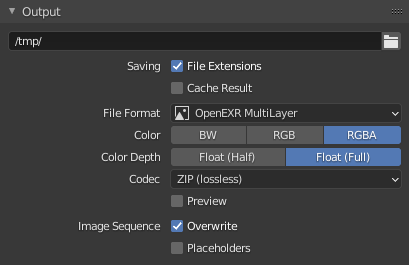 Output
/tmp/
Saving File Extensions
Cache Result
File Format OpenEXR MultiLayer
Color BW RGB RGBA
Color Depth Float (Half) Float (Full)
Codec ZIP (lossless)
Preview
Image Sequence Overwrite
Placeholders